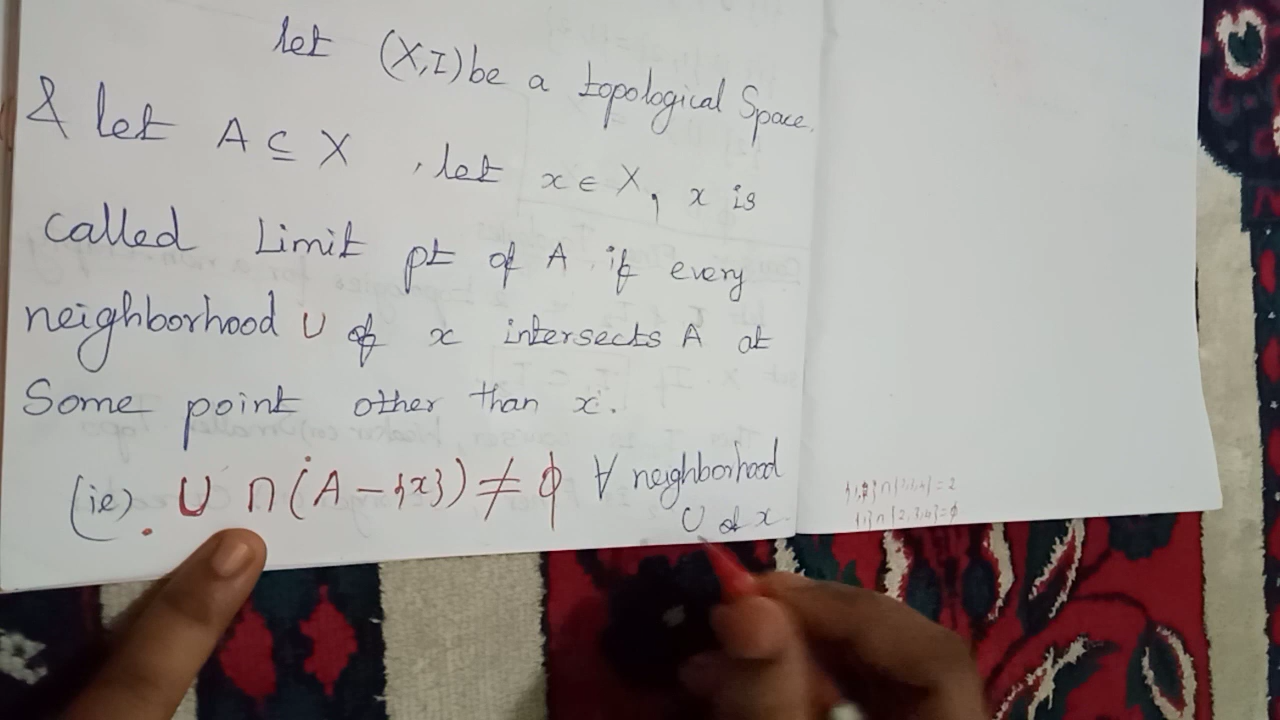 let (X,I) be a topological Space.
& let A ⊆ X , let x ∈ X, x is
called Limit pt of A, if every
neighborhood U of x intersects A at
Some point other than x.
(ie). U ∩ (A - {x}) ≠ ϕ ∀ neighborhood
U of x.